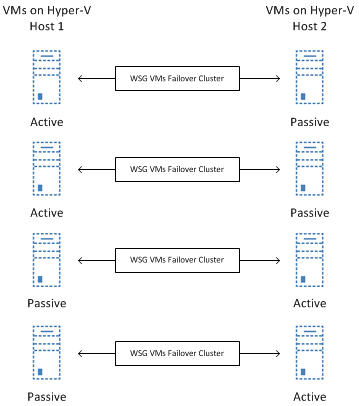 VMs on Hyper-V VMs on Hyper-V
Host 1 Host 2
WSG VMs Failover Cluster
Active Passive
WSG VMs Failover Cluster
Active Passive
WSG VMs Failover Cluster
Passive Active
WSG VMs Failover Cluster
Passive Active